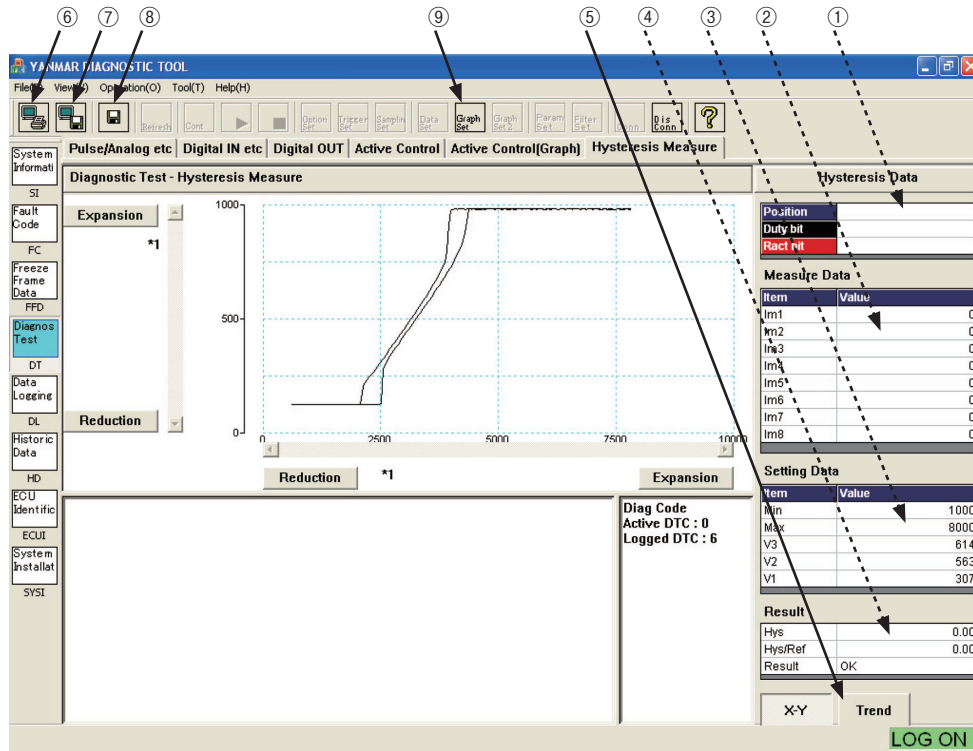 ⑥ ⑦ ⑧ ⑨ ⑤ ④ ③ ② ①
YANMAR DIAGNOSTIC TOOL
View Operation(O) Tool(T) Help(H)
Refresh Cont Option Set Trigger Set Samplin Set Data Set Graph Set Graph Set2 Param Set Filter Set Conn Dis Conn ?
Pulse/Analog etc Digital IN etc Digital OUT Active Control Active Control(Graph) Hysteresis Measure
System Informati
SI
Fault Code
FC
Freeze Frame Data
FFD
Diagnos Test
DT
Data Logging
DL
Historic Data
HD
ECU Identific
ECUI
System Installat
SYSI
Diagnostic Test - Hysteresis Measure
Expansion
*1
Reduction
1000
500
0
0 2500 5000 7500 10000
Reduction *1 Expansion
Diag Code
Active DTC : 0
Logged DTC : 6
Hysteresis Data
Position
Duty bit
Ract bit
Measure Data
Item Value
Im1 0
Im2 0
Im3 0
Im4 0
Im5 0
Im6 0
Im7 0
Im8 0
Setting Data
Item Value
Min 1000
Max 8000
V3 614
V2 563
V1 307
Result
Hys 0.00
Hys/Ref 0.00
Result OK
X-Y Trend
LOG ON